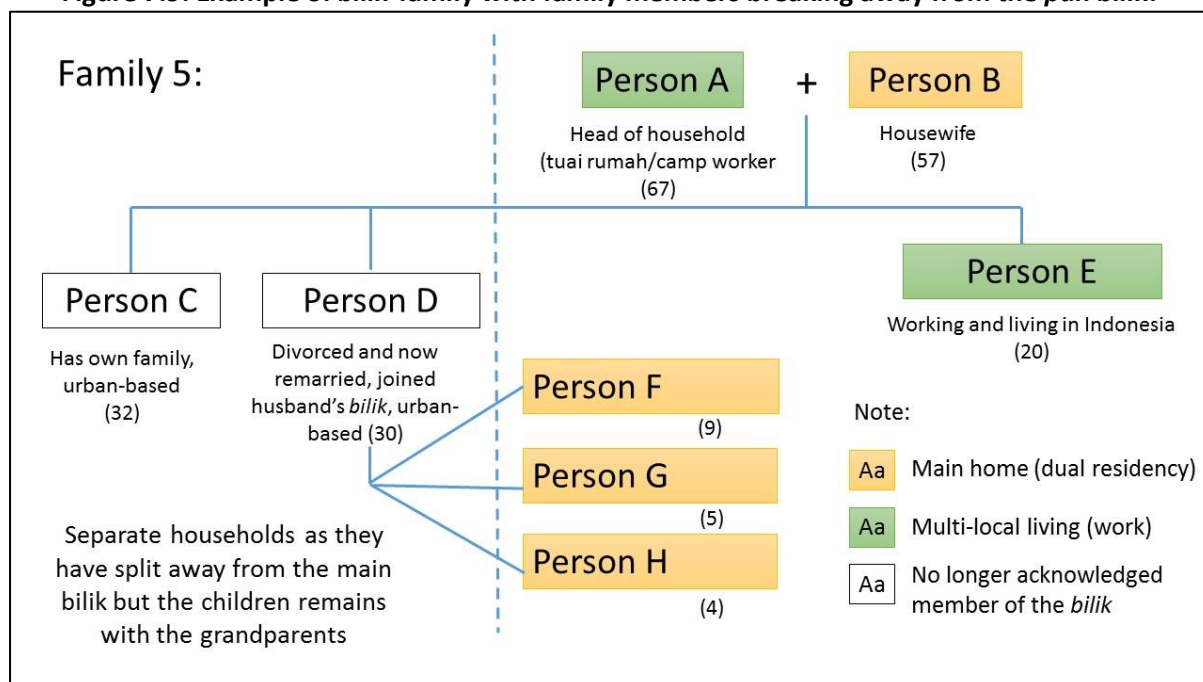 Family 5:
Person A
+
Person B
Head of household
(tuai rumah/camp worker
(67)
Housewife
(57)
Person C
Has own family,
urban-based
(32)
Person D
Divorced and now
remarried, joined
husband's bilik, urban-
based (30)
Person E
Working and living in Indonesia
(20)
Person F
(9)
Person G
(5)
Person H
(4)
Separate households as they
have split away from the main
bilik but the children remains
with the grandparents
Note:
Aa Main home (dual residency)
Aa Multi-local living (work)
Aa No longer acknowledged
member of the bilik